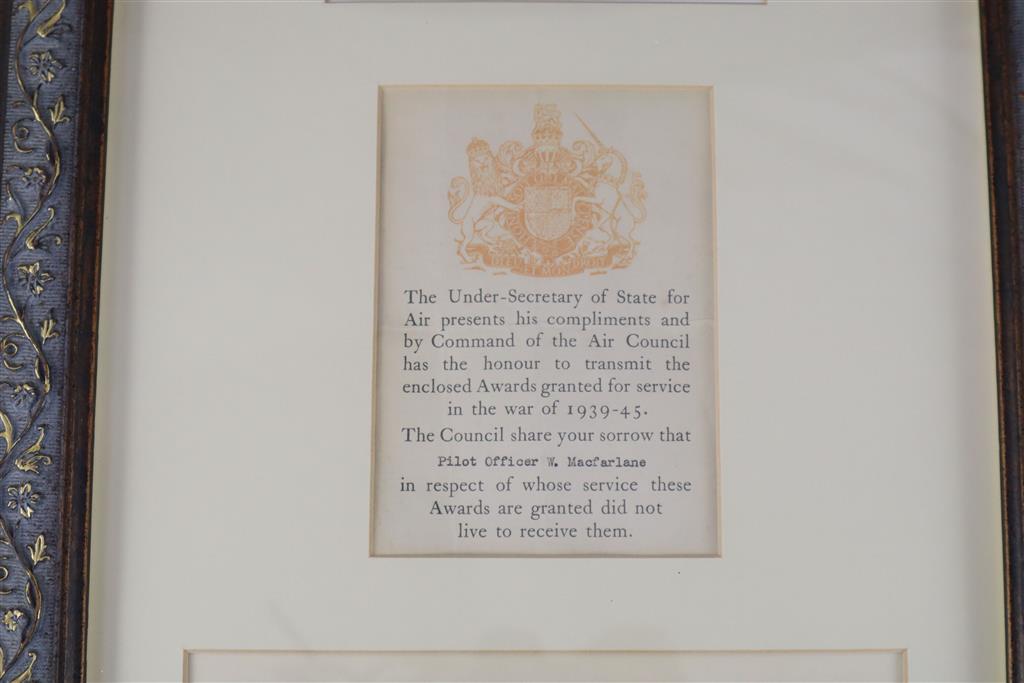 DIEU ET MON DROIT
The Under-Secretary of State for
Air presents his compliments and
by Command of the Air Council
has the honour to transmit the
enclosed Awards granted for service
in the war of 1939-45.
The Council share your sorrow that
Pilot Officer W. Macfarlane
in respect of whose service these
Awards are granted did not
live to receive them.